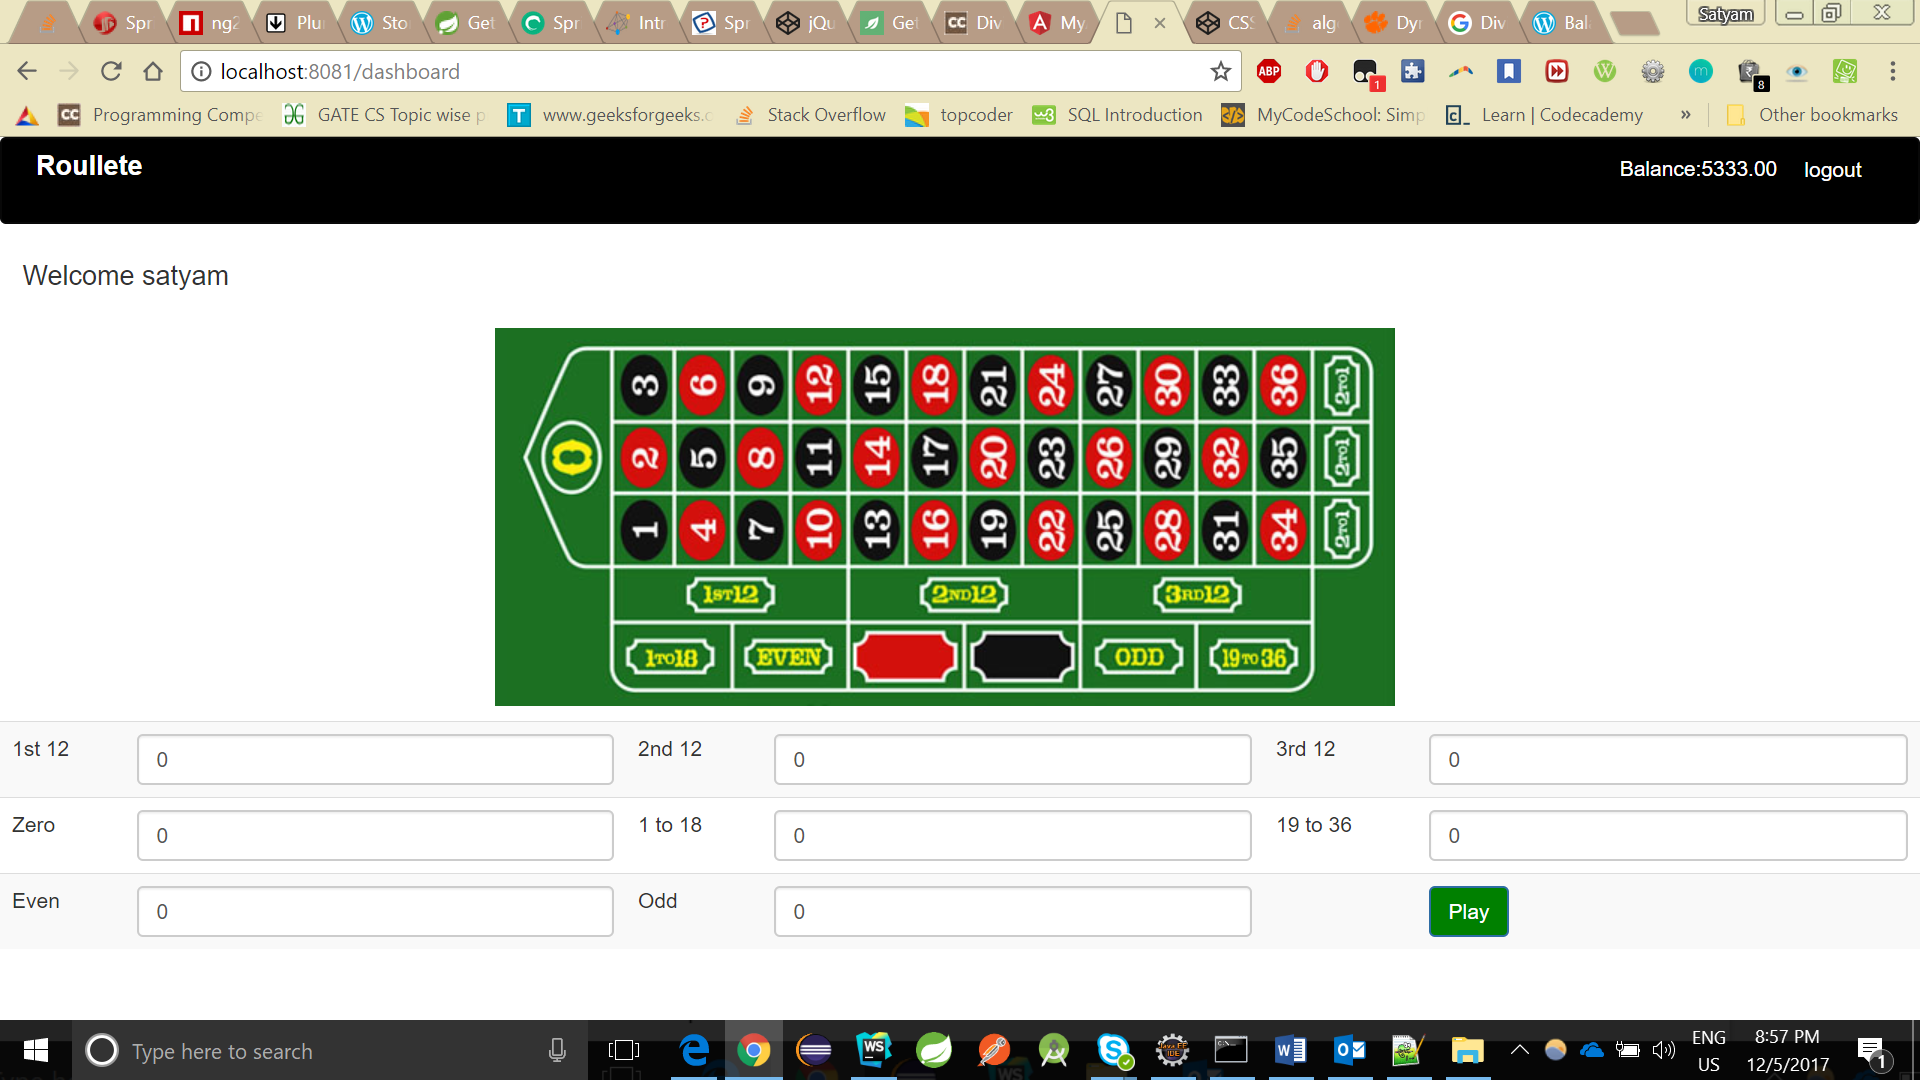 Spr ng2 Plu Sto Get Spr Intr Spr jQu Get Div My CSS alg Dyr Div Bal Satyam
localhost:8081/dashboard
ABP 1 8
Programming Compe GATE CS Topic wise p www.geeksforgeeks.c Stack Overflow topcoder SQL Introduction MyCodeSchool: Simp Learn | Codecademy » Other bookmarks
Roullete Balance:5333.00 logout
Welcome satyam
3 6 9 12 15 18 21 24 27 30 33 36 2TO1
0 2 5 8 11 14 17 20 23 26 29 32 35 2TO1
1 4 7 10 13 16 19 22 25 28 31 34 2TO1
1ST12 2ND12 3RD12
1TO18 EVEN ODD 19TO36
1st 12 0 2nd 12 0 3rd 12 0
Zero 0 1 to 18 0 19 to 36 0
Even 0 Odd 0 Play
Type here to search ENG US 8:57 PM 12/5/2017 1